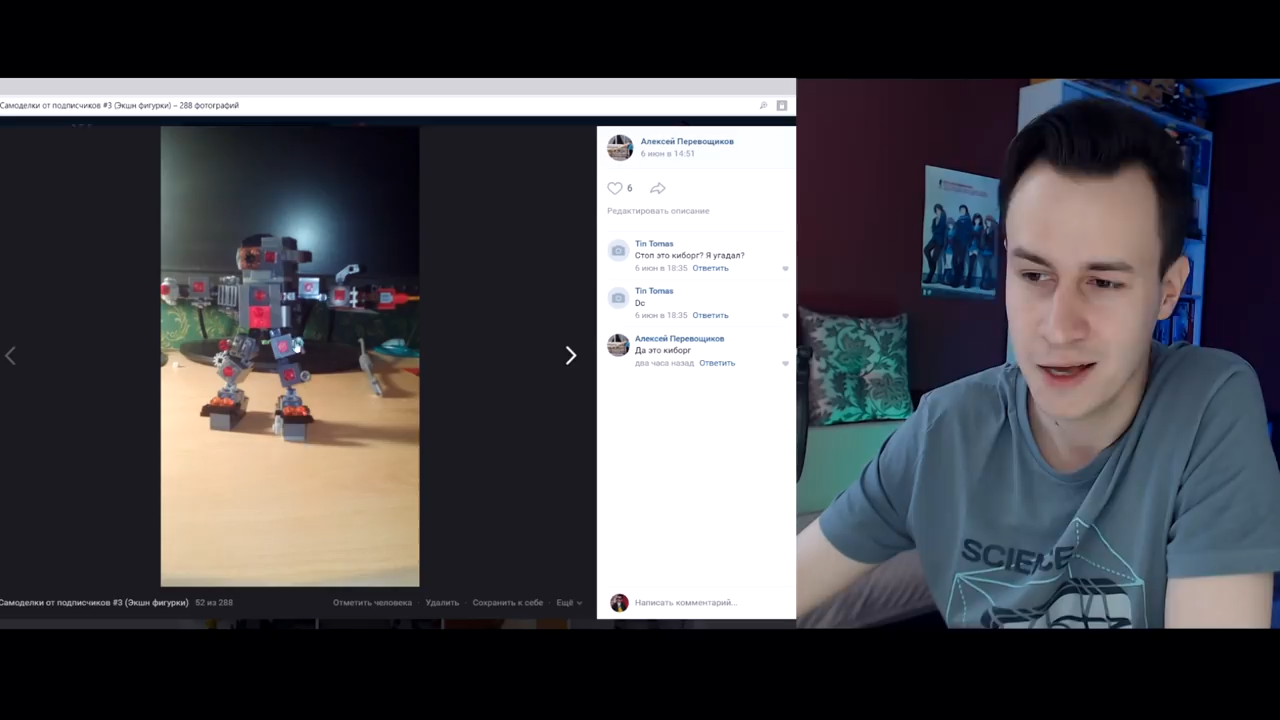 Самоделки от подписчиков #3 (Экшн фигурки) – 288 фотографий
Алексей Перевощиков
6 июн в 14:51
6
Редактировать описание
Tin Tomas
Стоп это киборг? Я угадал?
6 июн в 18:35 Ответить
Tin Tomas
Dc
6 июн в 18:35 Ответить
Алексей Перевощиков
Да это киборг
два часа назад Ответить
Самоделки от подписчиков #3 (Экшн фигурки) 52 из 288
Отметить человека · Удалить · Сохранить к себе · Ещё
Написать комментарий...
SCIENCE